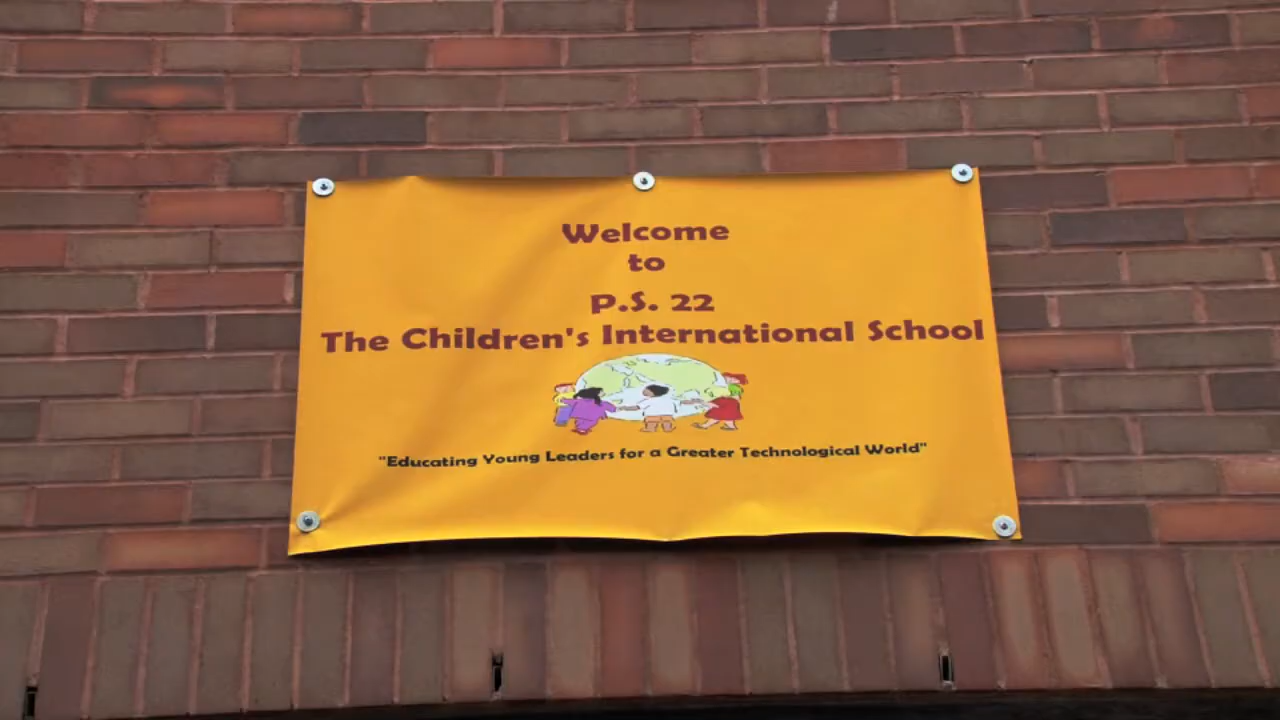 Welcome
to
P.S. 22
The Children's International School
"Educating Young Leaders for a Greater Technological World"